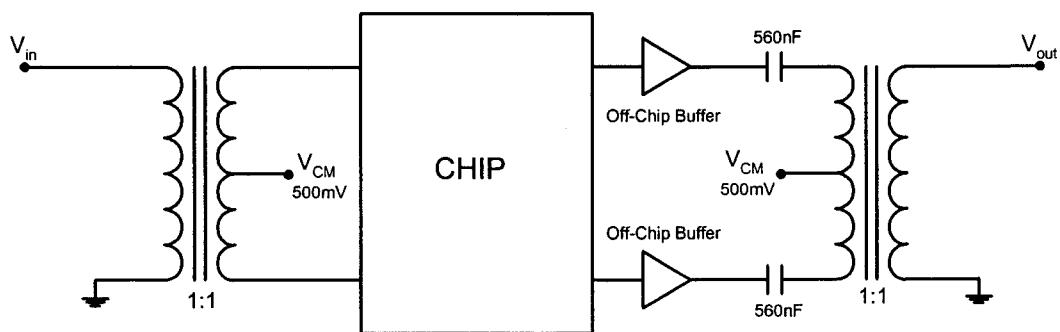 V_in
1:1
V_CM
500mV
CHIP
Off-Chip Buffer
560nF
V_CM
500mV
Off-Chip Buffer
560nF
1:1
V_out